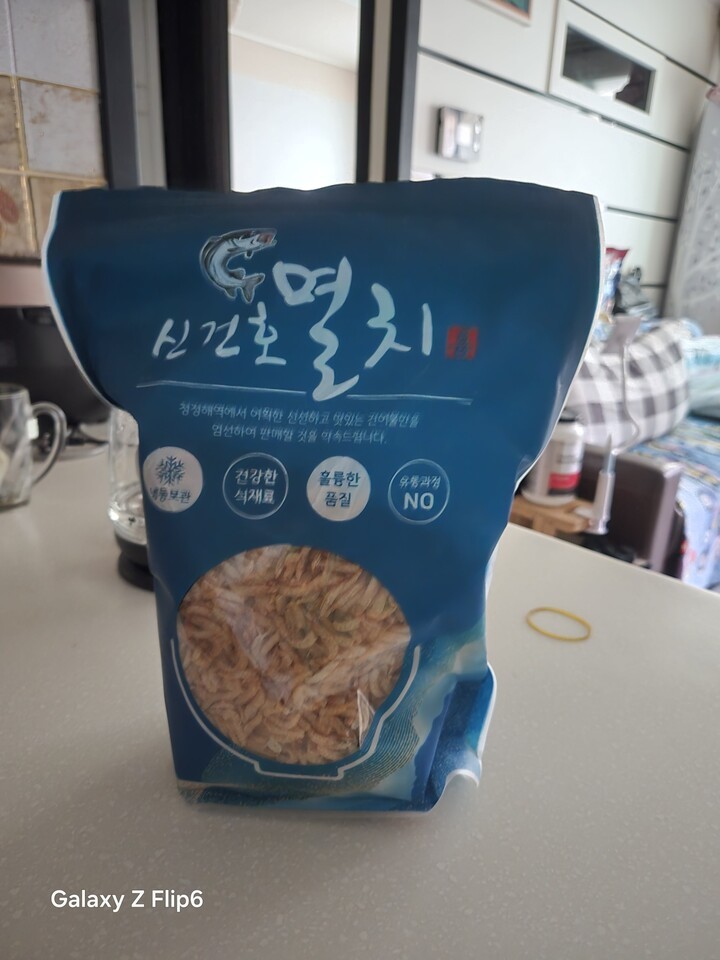 신건호 멸치
청정해역에서 어획한 신선하고 맛있는 건어물만을
엄선하여 판매할 것을 약속드립니다.
냉동보관
건강한
식재료
훌륭한
품질
유통과정
NO
Galaxy Z Flip6